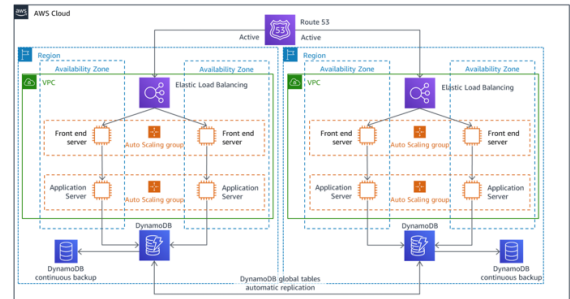 aws
AWS Cloud
Route 53
53
Active
Active
Region
Availability Zone
Availability Zone
VPC
Elastic Load Balancing
Front end
server
Auto Scaling group
Front end
server
Application
Server
Auto Scaling group
Application
Server
DynamoDB
DynamoDB
continuous backup
Region
Availability Zone
Availability Zone
VPC
Elastic Load Balancing
Front end
server
Auto Scaling group
Front end
server
Application
Server
Auto Scaling group
Application
Server
DynamoDB
DynamoDB
continuous backup
DynamoDB global tables
automatic replication